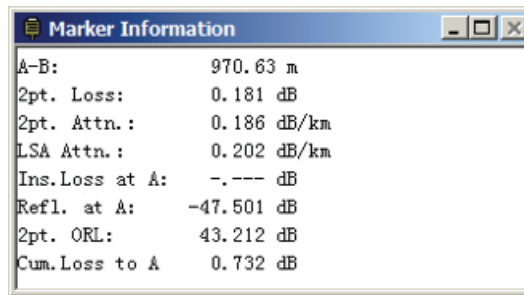 Marker Information
A-B: 970.63 m
2pt. Loss: 0.181 dB
2pt. Attn.: 0.186 dB/km
LSA Attn.: 0.202 dB/km
Ins.Loss at A: -.--- dB
Refl. at A: -47.501 dB
2pt. ORL: 43.212 dB
Cum.Loss to A 0.732 dB